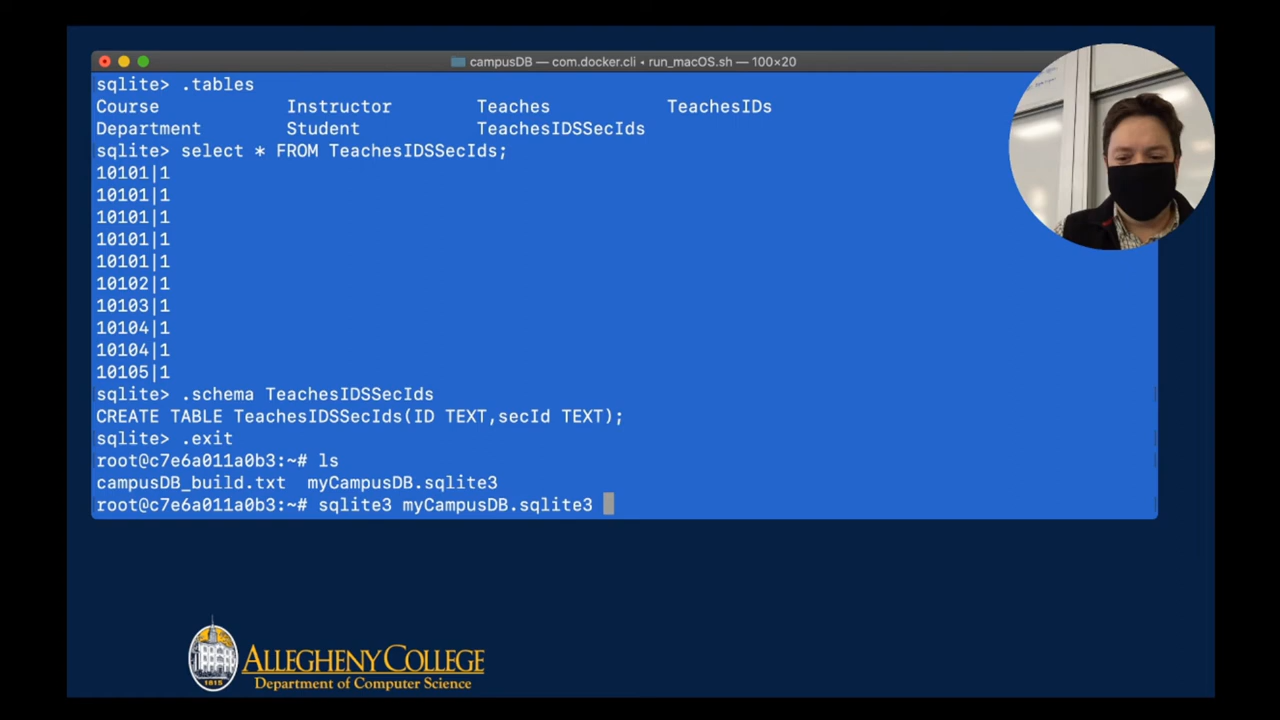 campusDB — com.docker.cli • run_macOS.sh — 100×20
sqlite> .tables
Course Instructor Teaches TeachesIDs
Department Student TeachesIDSSecIds
sqlite> select * FROM TeachesIDSSecIds;
10101|1
10101|1
10101|1
10101|1
10101|1
10102|1
10103|1
10104|1
10104|1
10105|1
sqlite> .schema TeachesIDSSecIds
CREATE TABLE TeachesIDSSecIds(ID TEXT,secId TEXT);
sqlite> .exit
root@c7e6a011a0b3:~# ls
campusDB_build.txt myCampusDB.sqlite3
root@c7e6a011a0b3:~# sqlite3 myCampusDB.sqlite3
ALLEGHENY COLLEGE
Department of Computer Science
1815